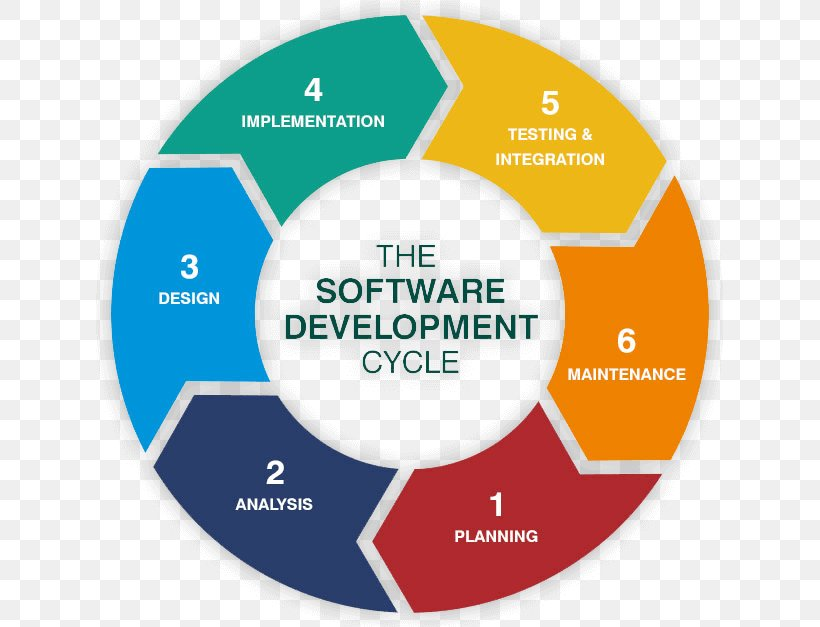 THE
SOFTWARE
DEVELOPMENT
CYCLE
1
PLANNING
2
ANALYSIS
3
DESIGN
4
IMPLEMENTATION
5
TESTING &
INTEGRATION
6
MAINTENANCE